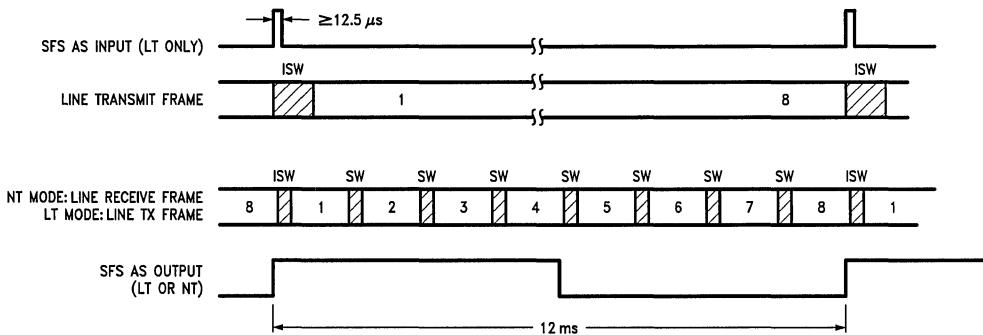 ≥12.5 μs
SFS AS INPUT (LT ONLY)
ISW ISW
LINE TRANSMIT FRAME 1 8
ISW SW SW SW SW SW SW SW ISW
NT MODE: LINE RECEIVE FRAME
LT MODE: LINE TX FRAME
8 1 2 3 4 5 6 7 8 1
SFS AS OUTPUT
(LT OR NT)
12 ms